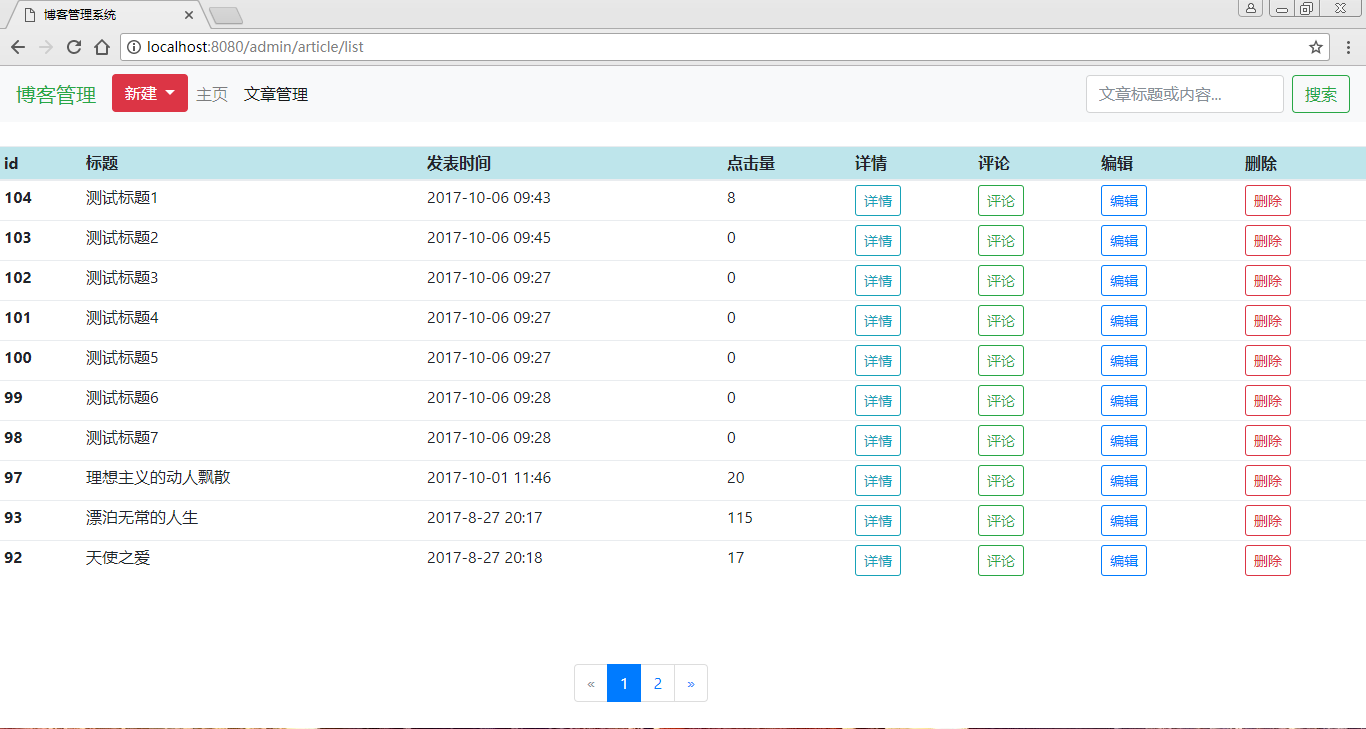 博客管理系统
localhost:8080/admin/article/list
博客管理 新建 主页 文章管理 文章标题或内容... 搜索
id 标题 发表时间 点击量 详情 评论 编辑 删除
104 测试标题1 2017-10-06 09:43 8 详情 评论 编辑 删除
103 测试标题2 2017-10-06 09:45 0 详情 评论 编辑 删除
102 测试标题3 2017-10-06 09:27 0 详情 评论 编辑 删除
101 测试标题4 2017-10-06 09:27 0 详情 评论 编辑 删除
100 测试标题5 2017-10-06 09:27 0 详情 评论 编辑 删除
99 测试标题6 2017-10-06 09:28 0 详情 评论 编辑 删除
98 测试标题7 2017-10-06 09:28 0 详情 评论 编辑 删除
97 理想主义的动人飘散 2017-10-01 11:46 20 详情 评论 编辑 删除
93 漂泊无常的人生 2017-8-27 20:17 115 详情 评论 编辑 删除
92 天使之爱 2017-8-27 20:18 17 详情 评论 编辑 删除
« 1 2 »